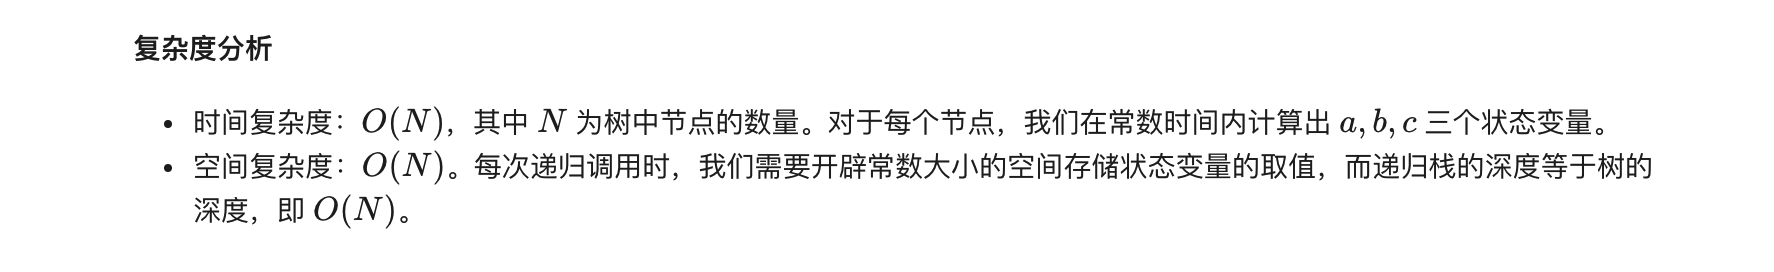 复杂度分析
• 时间复杂度：O(N)，其中 N 为树中节点的数量。对于每个节点，我们在常数时间内计算出 a, b, c 三个状态变量。
• 空间复杂度：O(N)。每次递归调用时，我们需要开辟常数大小的空间存储状态变量的取值，而递归栈的深度等于树的
深度，即 O(N)。